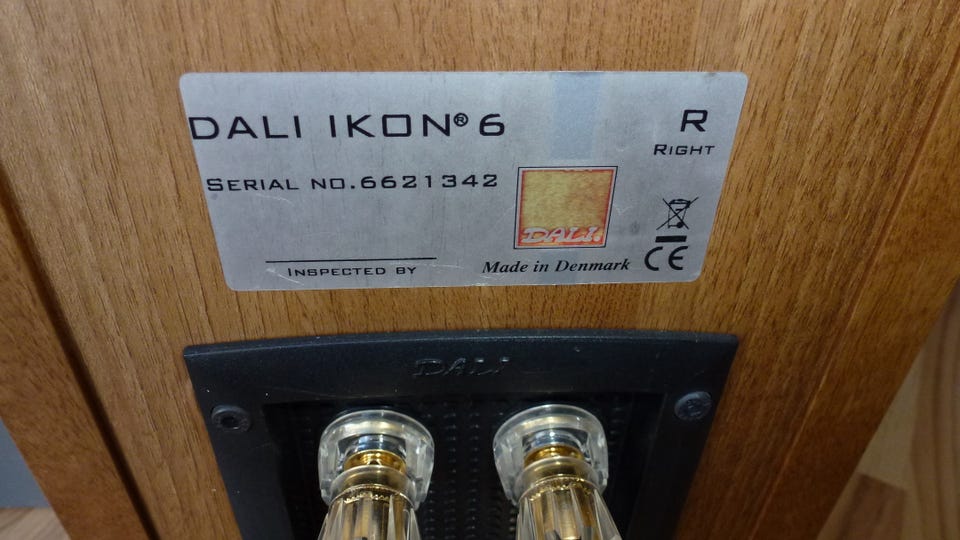 DALI IKON® 6
R
RIGHT
SERIAL NO.6621342
DALI
INSPECTED BY
Made in Denmark
CE
DALI